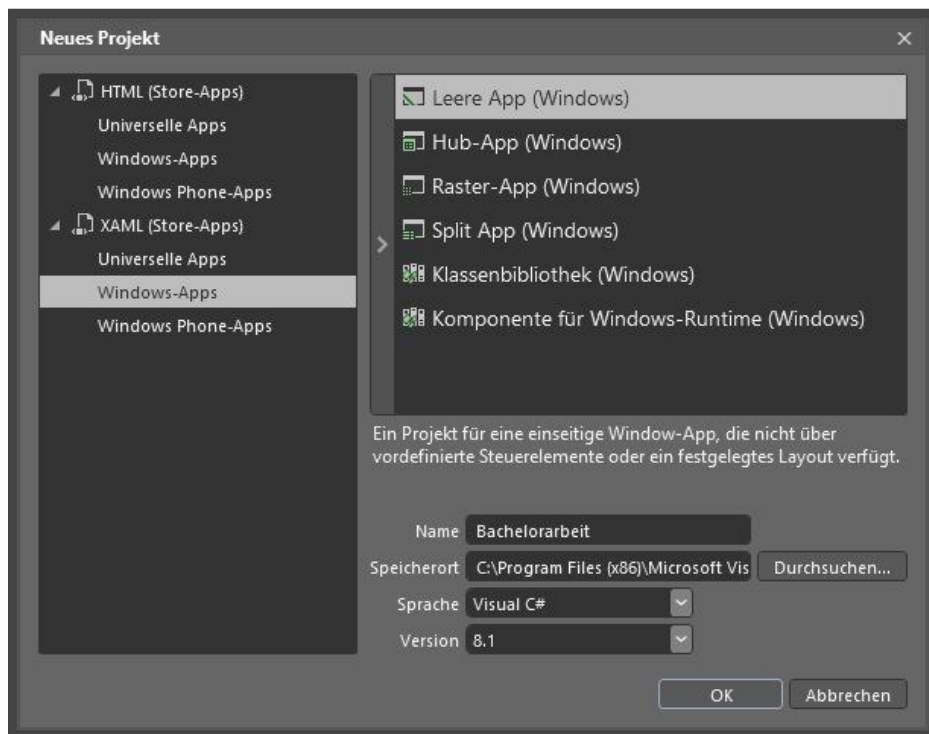 Neues Projekt
HTML (Store-Apps)
Universelle Apps
Windows-Apps
Windows Phone-Apps
XAML (Store-Apps)
Universelle Apps
Windows-Apps
Windows Phone-Apps
Leere App (Windows)
Hub-App (Windows)
Raster-App (Windows)
Split App (Windows)
Klassenbibliothek (Windows)
Komponente für Windows-Runtime (Windows)
Ein Projekt für eine einseitige Window-App, die nicht über
vordefinierte Steuerelemente oder ein festgelegtes Layout verfügt.
Name Bachelorarbeit
Speicherort C:\Program Files (x86)\Microsoft Vis Durchsuchen...
Sprache Visual C#
Version 8.1
OK Abbrechen